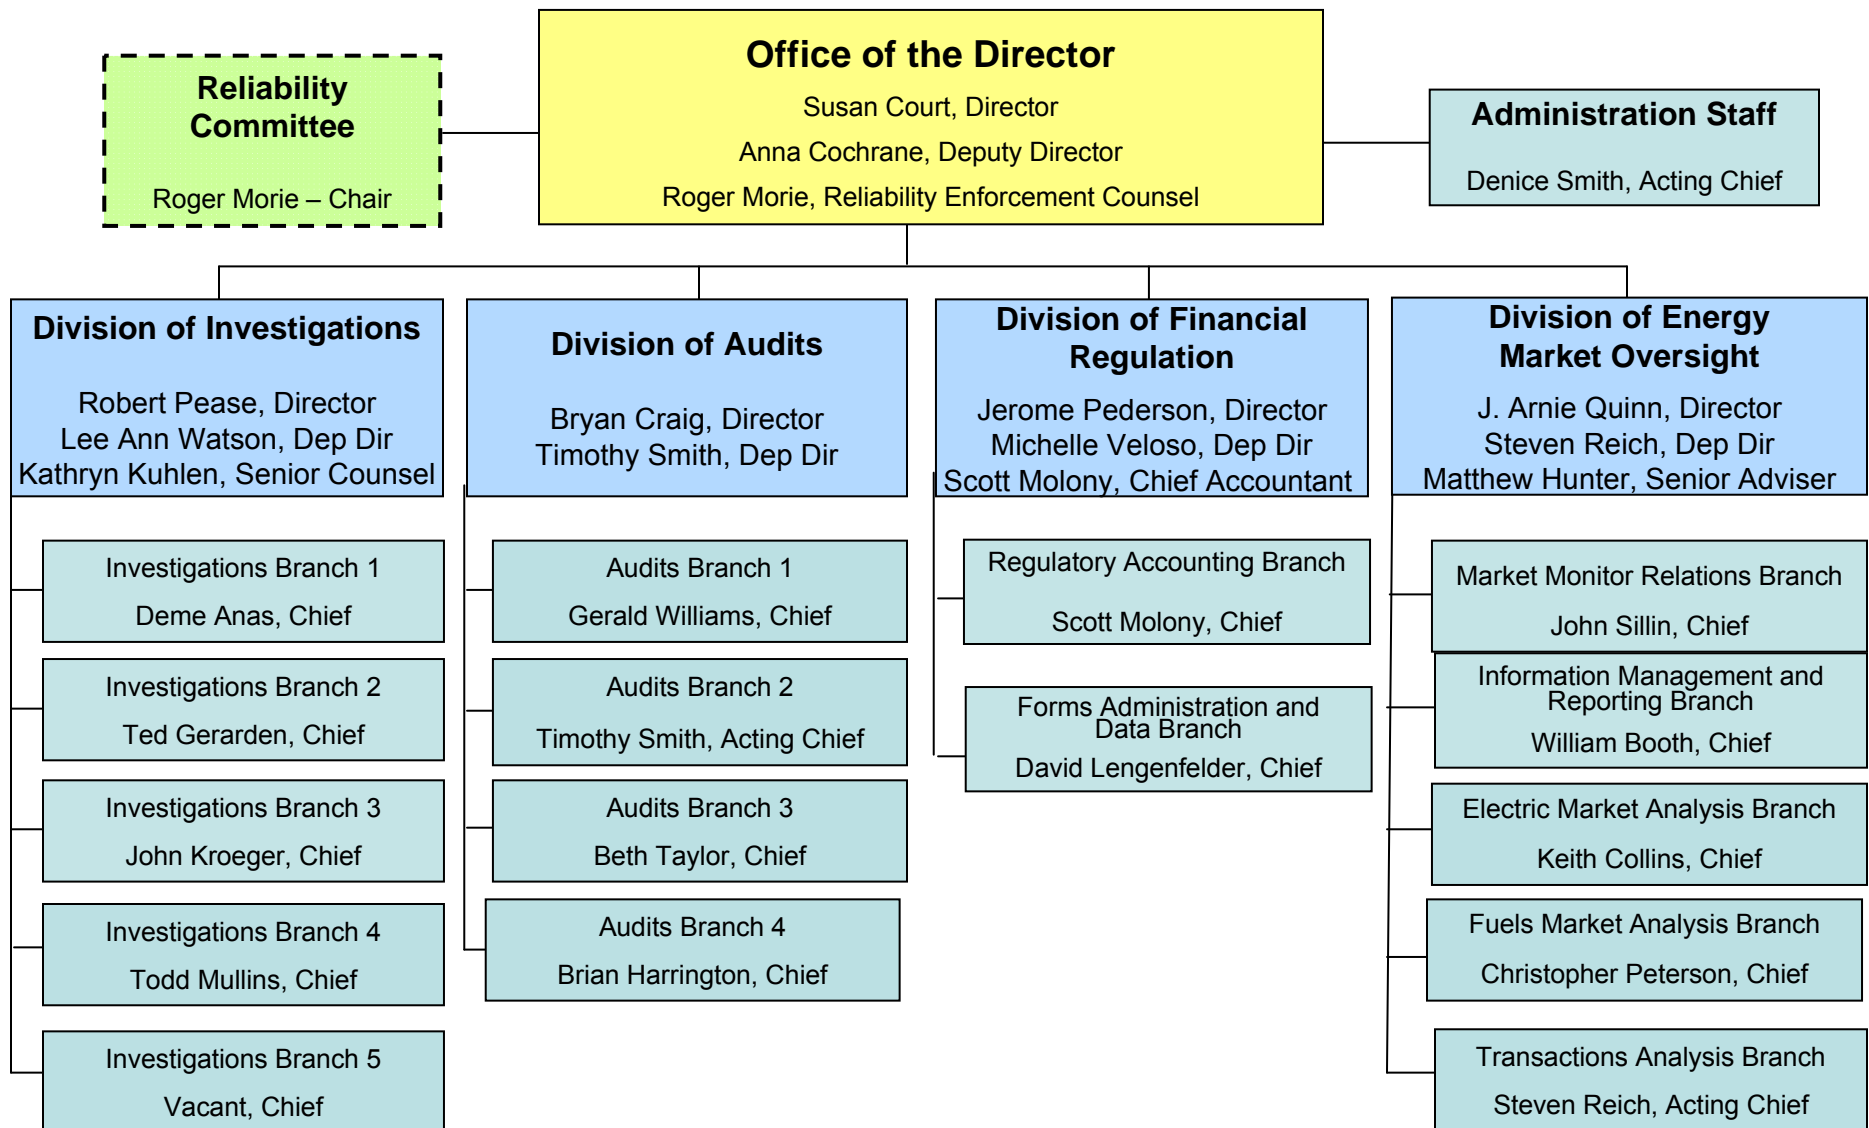 Reliability
Committee
Roger Morie – Chair
Office of the Director
Susan Court, Director
Anna Cochrane, Deputy Director
Roger Morie, Reliability Enforcement Counsel
Administration Staff
Denice Smith, Acting Chief
Division of Investigations
Robert Pease, Director
Lee Ann Watson, Dep Dir
Kathryn Kuhlen, Senior Counsel
Investigations Branch 1
Deme Anas, Chief
Investigations Branch 2
Ted Gerarden, Chief
Investigations Branch 3
John Kroeger, Chief
Investigations Branch 4
Todd Mullins, Chief
Investigations Branch 5
Vacant, Chief
Division of Audits
Bryan Craig, Director
Timothy Smith, Dep Dir
Audits Branch 1
Gerald Williams, Chief
Audits Branch 2
Timothy Smith, Acting Chief
Audits Branch 3
Beth Taylor, Chief
Audits Branch 4
Brian Harrington, Chief
Division of Financial
Regulation
Jerome Pederson, Director
Michelle Veloso, Dep Dir
Scott Molony, Chief Accountant
Regulatory Accounting Branch
Scott Molony, Chief
Forms Administration and
Data Branch
David Lengenfelder, Chief
Division of Energy
Market Oversight
J. Arnie Quinn, Director
Steven Reich, Dep Dir
Matthew Hunter, Senior Adviser
Market Monitor Relations Branch
John Sillin, Chief
Information Management and
Reporting Branch
William Booth, Chief
Electric Market Analysis Branch
Keith Collins, Chief
Fuels Market Analysis Branch
Christopher Peterson, Chief
Transactions Analysis Branch
Steven Reich, Acting Chief